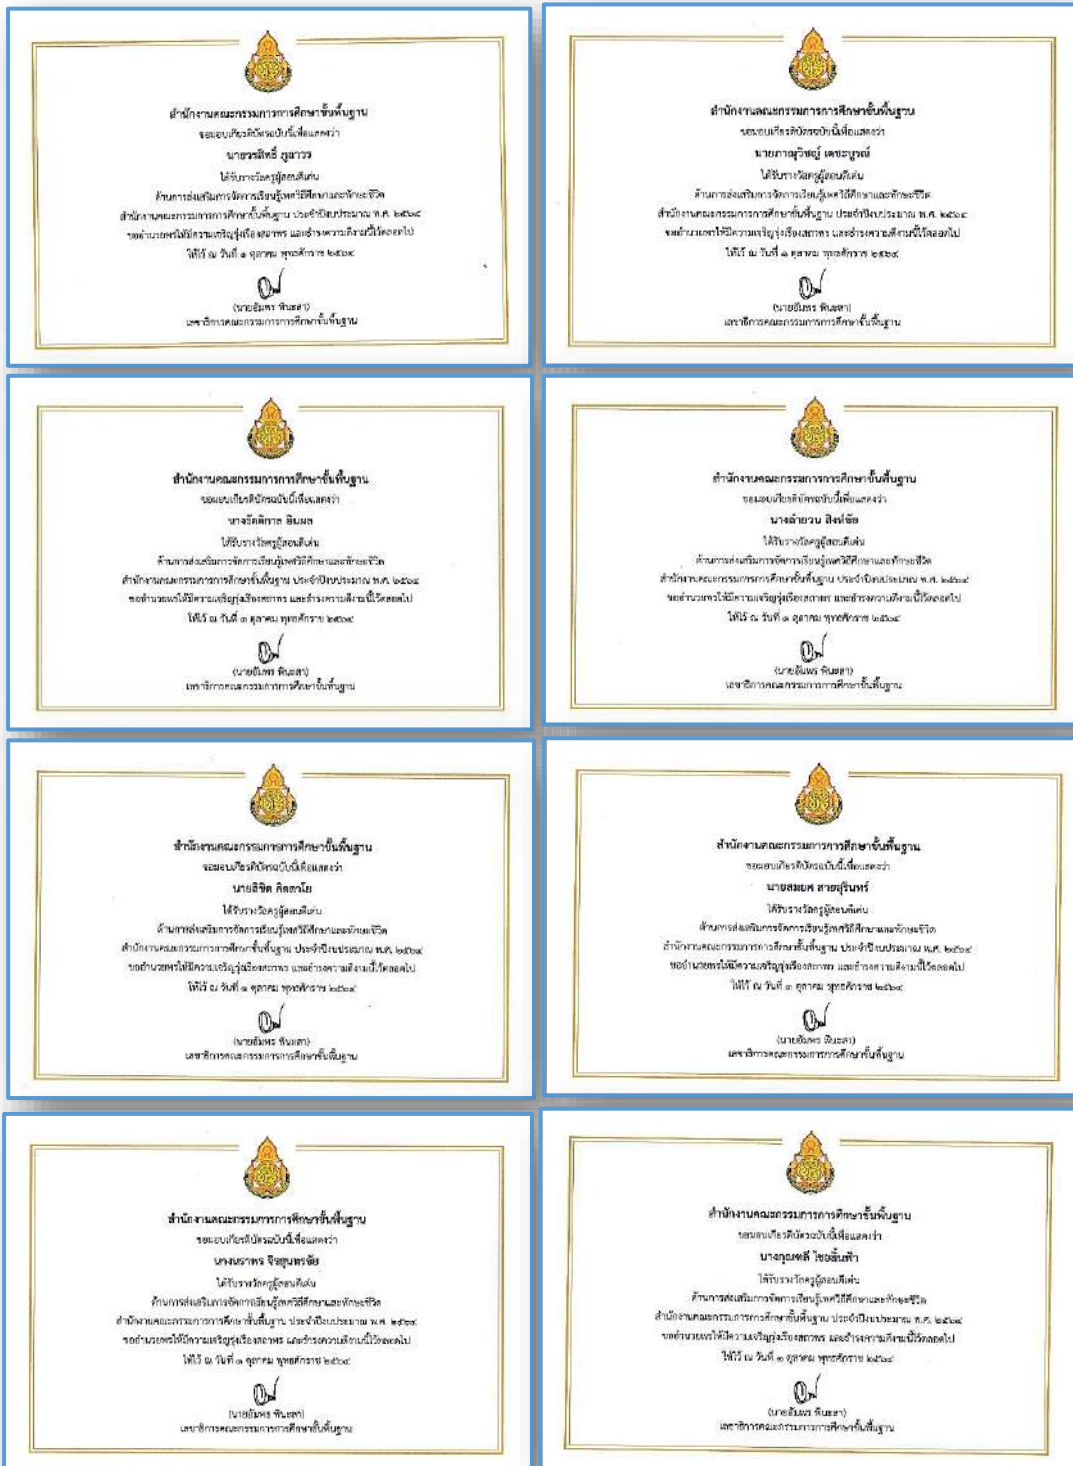 สำนักงานคณะกรรมการการศึกษาขั้นพื้นฐาน
ขอมอบเกียรติบัตรฉบับนี้เพื่อแสดงว่า
นายวรสิทธิ์ ภูถาวร
ได้รับรางวัลครูผู้สอนดีเด่น
ด้านการส่งเสริมการจัดการเรียนรู้เพศวิถีศึกษาและทักษะชีวิต
สำนักงานคณะกรรมการการศึกษาขั้นพื้นฐาน ประจำปีงบประมาณ พ.ศ. ๒๕๖๔
ขออำนวยพรให้มีความเจริญรุ่งเรืองสถาพร และธำรงความดีงามนี้ไว้ตลอดไป
ให้ไว้ ณ วันที่ ๑ ตุลาคม พุทธศักราช ๒๕๖๔
(นายอัมพร พินะสา)
เลขาธิการคณะกรรมการการศึกษาขั้นพื้นฐาน
สำนักงานคณะกรรมการการศึกษาขั้นพื้นฐาน
ขอมอบเกียรติบัตรฉบับนี้เพื่อแสดงว่า
นายภาณุวิชญ์ เดชะบูรณ์
ได้รับรางวัลครูผู้สอนดีเด่น
ด้านการส่งเสริมการจัดการเรียนรู้เพศวิถีศึกษาและทักษะชีวิต
สำนักงานคณะกรรมการการศึกษาขั้นพื้นฐาน ประจำปีงบประมาณ พ.ศ. ๒๕๖๔
ขออำนวยพรให้มีความเจริญรุ่งเรืองสถาพร และธำรงความดีงามนี้ไว้ตลอดไป
ให้ไว้ ณ วันที่ ๑ ตุลาคม พุทธศักราช ๒๕๖๔
(นายอัมพร พินะสา)
เลขาธิการคณะกรรมการการศึกษาขั้นพื้นฐาน
สำนักงานคณะกรรมการการศึกษาขั้นพื้นฐาน
ขอมอบเกียรติบัตรฉบับนี้เพื่อแสดงว่า
นางรัตติกาล อินผล
ได้รับรางวัลครูผู้สอนดีเด่น
ด้านการส่งเสริมการจัดการเรียนรู้เพศวิถีศึกษาและทักษะชีวิต
สำนักงานคณะกรรมการการศึกษาขั้นพื้นฐาน ประจำปีงบประมาณ พ.ศ. ๒๕๖๔
ขออำนวยพรให้มีความเจริญรุ่งเรืองสถาพร และธำรงความดีงามนี้ไว้ตลอดไป
ให้ไว้ ณ วันที่ ๑ ตุลาคม พุทธศักราช ๒๕๖๔
(นายอัมพร พินะสา)
เลขาธิการคณะกรรมการการศึกษาขั้นพื้นฐาน
สำนักงานคณะกรรมการการศึกษาขั้นพื้นฐาน
ขอมอบเกียรติบัตรฉบับนี้เพื่อแสดงว่า
นางลำยวน สิงห์ชัย
ได้รับรางวัลครูผู้สอนดีเด่น
ด้านการส่งเสริมการจัดการเรียนรู้เพศวิถีศึกษาและทักษะชีวิต
สำนักงานคณะกรรมการการศึกษาขั้นพื้นฐาน ประจำปีงบประมาณ พ.ศ. ๒๕๖๔
ขออำนวยพรให้มีความเจริญรุ่งเรืองสถาพร และธำรงความดีงามนี้ไว้ตลอดไป
ให้ไว้ ณ วันที่ ๑ ตุลาคม พุทธศักราช ๒๕๖๔
(นายอัมพร พินะสา)
เลขาธิการคณะกรรมการการศึกษาขั้นพื้นฐาน
สำนักงานคณะกรรมการการศึกษาขั้นพื้นฐาน
ขอมอบเกียรติบัตรฉบับนี้เพื่อแสดงว่า
นายสิขิต คิดตาโย
ได้รับรางวัลครูผู้สอนดีเด่น
ด้านการส่งเสริมการจัดการเรียนรู้เพศวิถีศึกษาและทักษะชีวิต
สำนักงานคณะกรรมการการศึกษาขั้นพื้นฐาน ประจำปีงบประมาณ พ.ศ. ๒๕๖๔
ขออำนวยพรให้มีความเจริญรุ่งเรืองสถาพร และธำรงความดีงามนี้ไว้ตลอดไป
ให้ไว้ ณ วันที่ ๑ ตุลาคม พุทธศักราช ๒๕๖๔
(นายอัมพร พินะสา)
เลขาธิการคณะกรรมการการศึกษาขั้นพื้นฐาน
สำนักงานคณะกรรมการการศึกษาขั้นพื้นฐาน
ขอมอบเกียรติบัตรฉบับนี้เพื่อแสดงว่า
นายสมยศ สายสุรินทร์
ได้รับรางวัลครูผู้สอนดีเด่น
ด้านการส่งเสริมการจัดการเรียนรู้เพศวิถีศึกษาและทักษะชีวิต
สำนักงานคณะกรรมการการศึกษาขั้นพื้นฐาน ประจำปีงบประมาณ พ.ศ. ๒๕๖๔
ขออำนวยพรให้มีความเจริญรุ่งเรืองสถาพร และธำรงความดีงามนี้ไว้ตลอดไป
ให้ไว้ ณ วันที่ ๑ ตุลาคม พุทธศักราช ๒๕๖๔
(นายอัมพร พินะสา)
เลขาธิการคณะกรรมการการศึกษาขั้นพื้นฐาน
สำนักงานคณะกรรมการการศึกษาขั้นพื้นฐาน
ขอมอบเกียรติบัตรฉบับนี้เพื่อแสดงว่า
นางนราพร จิรสุนทรชัย
ได้รับรางวัลครูผู้สอนดีเด่น
ด้านการส่งเสริมการจัดการเรียนรู้เพศวิถีศึกษาและทักษะชีวิต
สำนักงานคณะกรรมการการศึกษาขั้นพื้นฐาน ประจำปีงบประมาณ พ.ศ. ๒๕๖๔
ขออำนวยพรให้มีความเจริญรุ่งเรืองสถาพร และธำรงความดีงามนี้ไว้ตลอดไป
ให้ไว้ ณ วันที่ ๑ ตุลาคม พุทธศักราช ๒๕๖๔
(นายอัมพร พินะสา)
เลขาธิการคณะกรรมการการศึกษาขั้นพื้นฐาน
สำนักงานคณะกรรมการการศึกษาขั้นพื้นฐาน
ขอมอบเกียรติบัตรฉบับนี้เพื่อแสดงว่า
นางกุณฑลี ไชอลิ้นฟ้า
ได้รับรางวัลครูผู้สอนดีเด่น
ด้านการส่งเสริมการจัดการเรียนรู้เพศวิถีศึกษาและทักษะชีวิต
สำนักงานคณะกรรมการการศึกษาขั้นพื้นฐาน ประจำปีงบประมาณ พ.ศ. ๒๕๖๔
ขออำนวยพรให้มีความเจริญรุ่งเรืองสถาพร และธำรงความดีงามนี้ไว้ตลอดไป
ให้ไว้ ณ วันที่ ๑ ตุลาคม พุทธศักราช ๒๕๖๔
(นายอัมพร พินะสา)
เลขาธิการคณะกรรมการการศึกษาขั้นพื้นฐาน